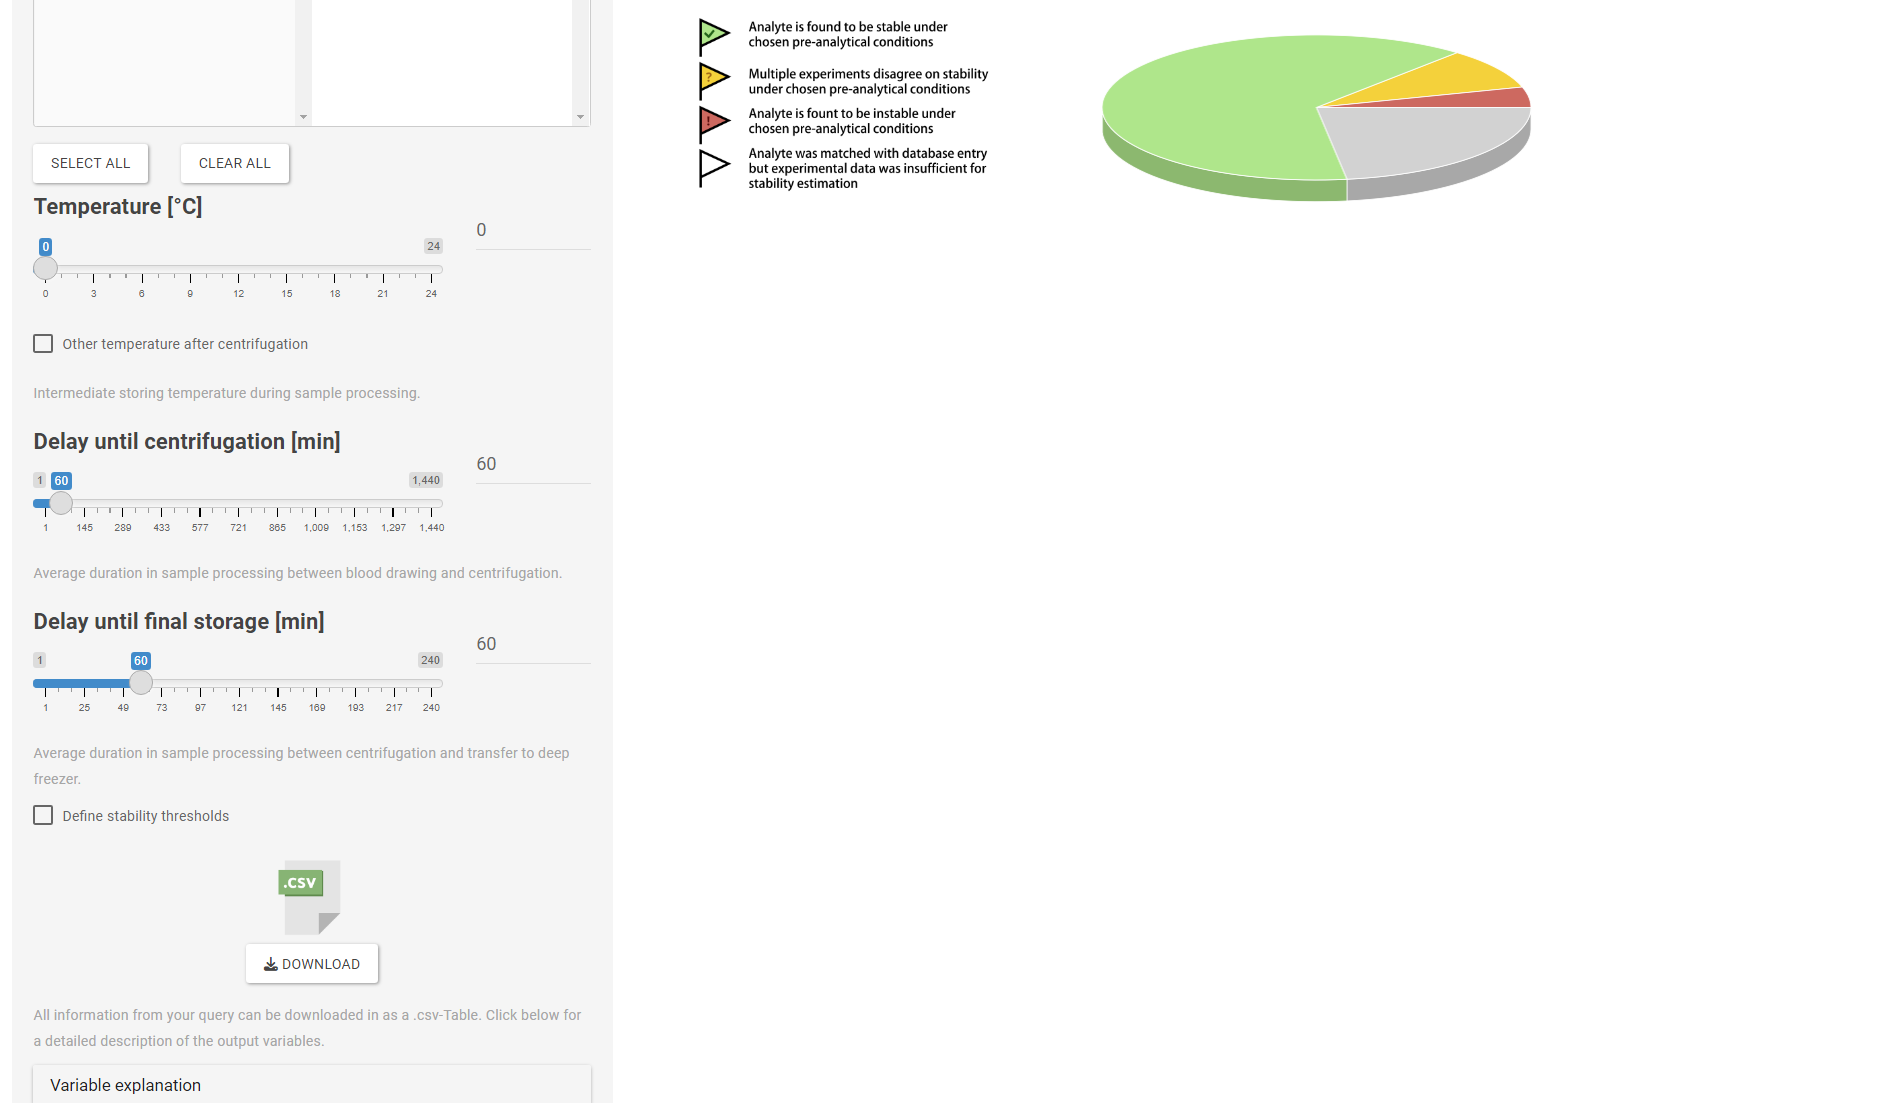 SELECT ALL
CLEAR ALL
Temperature [°C]
0
0
24
0 3 6 9 12 15 18 21 24
Other temperature after centrifugation
Intermediate storing temperature during sample processing.
Delay until centrifugation [min]
60
1 60 1,440
1 145 289 433 577 721 865 1,009 1,153 1,297 1,440
Average duration in sample processing between blood drawing and centrifugation.
Delay until final storage [min]
60
1 60 240
1 25 49 73 97 121 145 169 193 217 240
Average duration in sample processing between centrifugation and transfer to deep
freezer.
Define stability thresholds
.CSV
DOWNLOAD
All information from your query can be downloaded in as a .csv-Table. Click below for
a detailed description of the output variables.
Variable explanation
Analyte is found to be stable under
chosen pre-analytical conditions
?
Multiple experiments disagree on stability
under chosen pre-analytical conditions
!
Analyte is fount to be instable under
chosen pre-analytical conditions
Analyte was matched with database entry
but experimental data was insufficient for
stability estimation